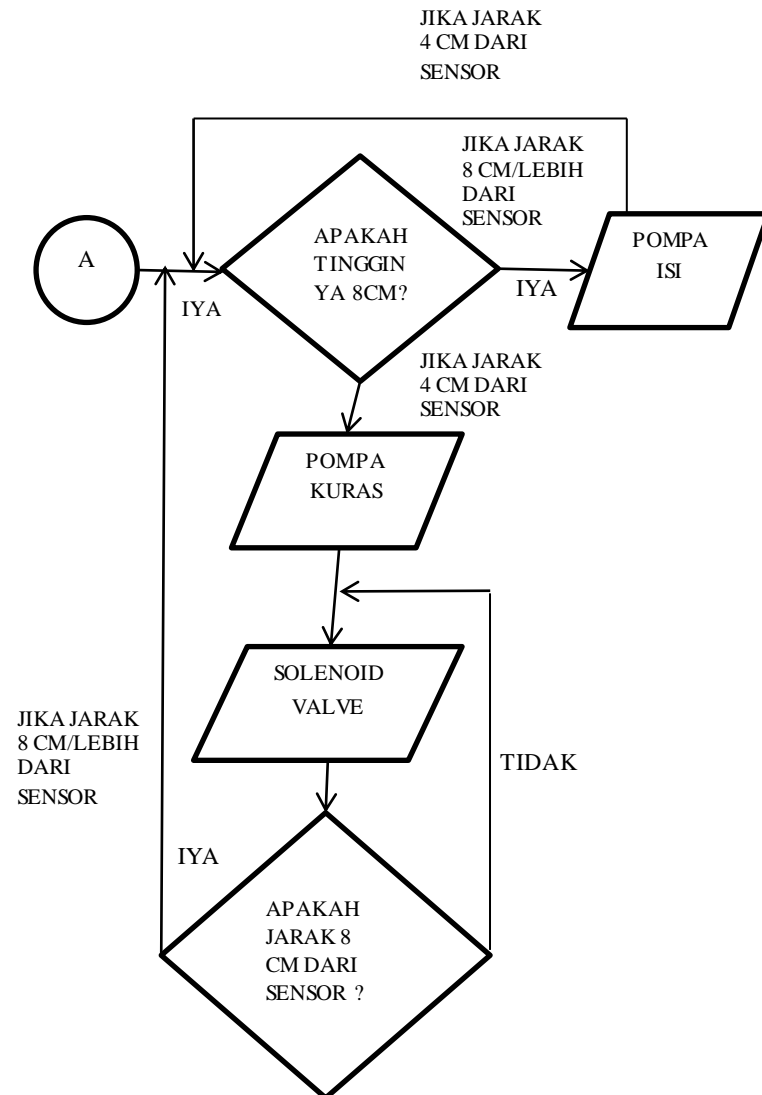 JIKA JARAK
4 CM DARI
SENSOR
JIKA JARAK
8 CM/LEBIH
DARI
SENSOR
A
APAKAH
TINGGIN
YA 8CM?
POMPA
ISI
IYA
IYA
JIKA JARAK
4 CM DARI
SENSOR
POMPA
KURAS
SOLENOID
VALVE
JIKA JARAK
8 CM/LEBIH
DARI
SENSOR
TIDAK
IYA
APAKAH
JARAK 8
CM DARI
SENSOR ?